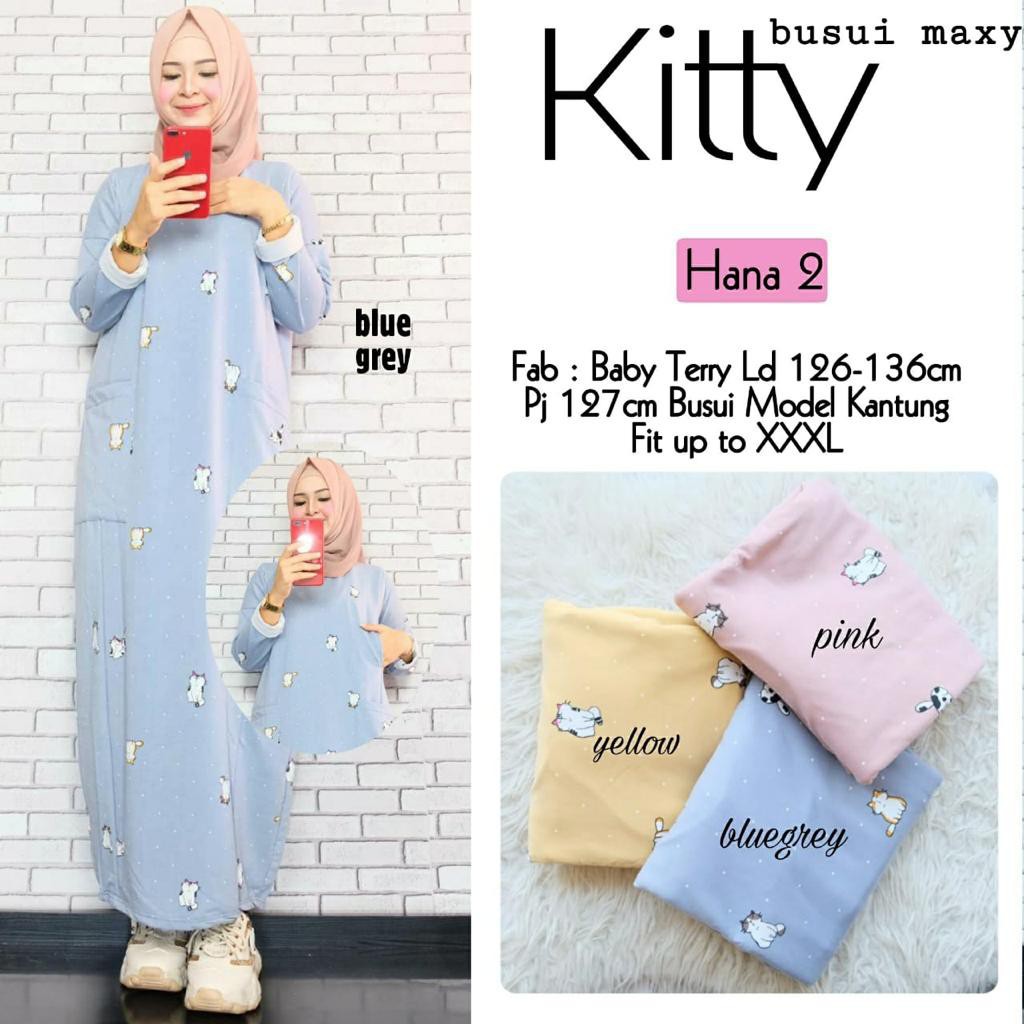 busui maxy
Kitty
Hana 2
Fab : Baby Terry Ld 126-136cm
Pj 127cm Busui Model Kantung
Fit up to XXXL
blue
grey
pink
yellow
bluegrey